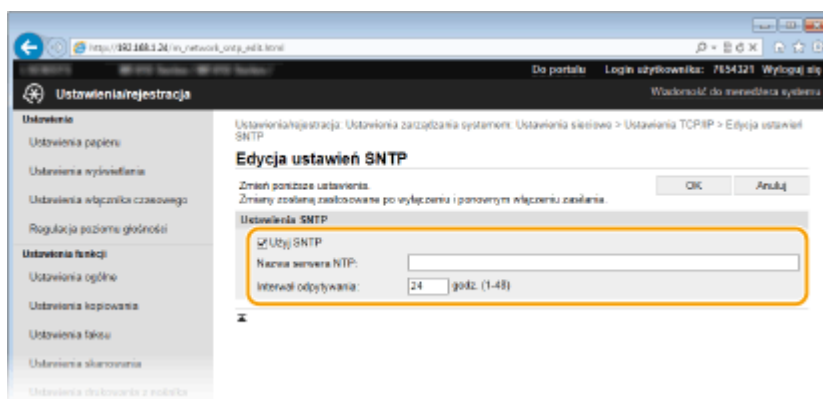 http://192.168.1.24/m_network_sntp_edit.html
Do portalu Login użytkownika: 7654321 Wyloguj się
Ustawienia/rejestracja
Wiadomość do menedżera systemu
Ustawienia
Ustawienia papieru
Ustawienia wyświetlania
Ustawienia włącznika czasowego
Regulacja poziomu głośności
Ustawienia funkcji
Ustawienia ogólne
Ustawienia kopiowania
Ustawienia faksu
Ustawienia skanowania
Ustawienia drukowania z nośnika
Ustawienia/rejestracja: Ustawienia zarządzania systemem: Ustawienia sieciowe > Ustawienia TCP/IP > Edycja ustawień
SNTP
Edycja ustawień SNTP
Zmień poniższe ustawienia.
Zmiany zostaną zastosowane po wyłączeniu i ponownym włączeniu zasilania.
OK Anuluj
Ustawienia SNTP
Użyj SNTP
Nazwa serwera NTP:
Interwał odpytywania: 24 godz. (1-48)